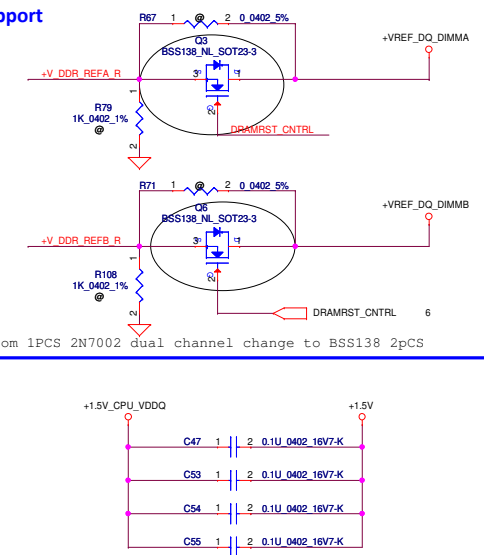 pport
R67 1 @ 2 0_0402_5%
+VREF_DQ_DIMMA
Q3
BSS138_NL_SOT23-3
+V_DDR_REFA_R
3 S D 1
G
2
1
R79
1K_0402_1%
@
2
DRAMRST_CNTRL
R71 1 @ 2 0_0402_5%
+VREF_DQ_DIMMB
Q6
BSS138_NL_SOT23-3
+V_DDR_REFB_R
3 S D 1
G
2
1
R108
1K_0402_1%
@
2
DRAMRST_CNTRL 6
om 1PCS 2N7002 dual channel change to BSS138 2pCS
+1.5V_CPU_VDDQ
+1.5V
C47 1 2 0.1U_0402_16V7-K
C53 1 2 0.1U_0402_16V7-K
C54 1 2 0.1U_0402_16V7-K
C55 1 2 0.1U_0402_16V7-K